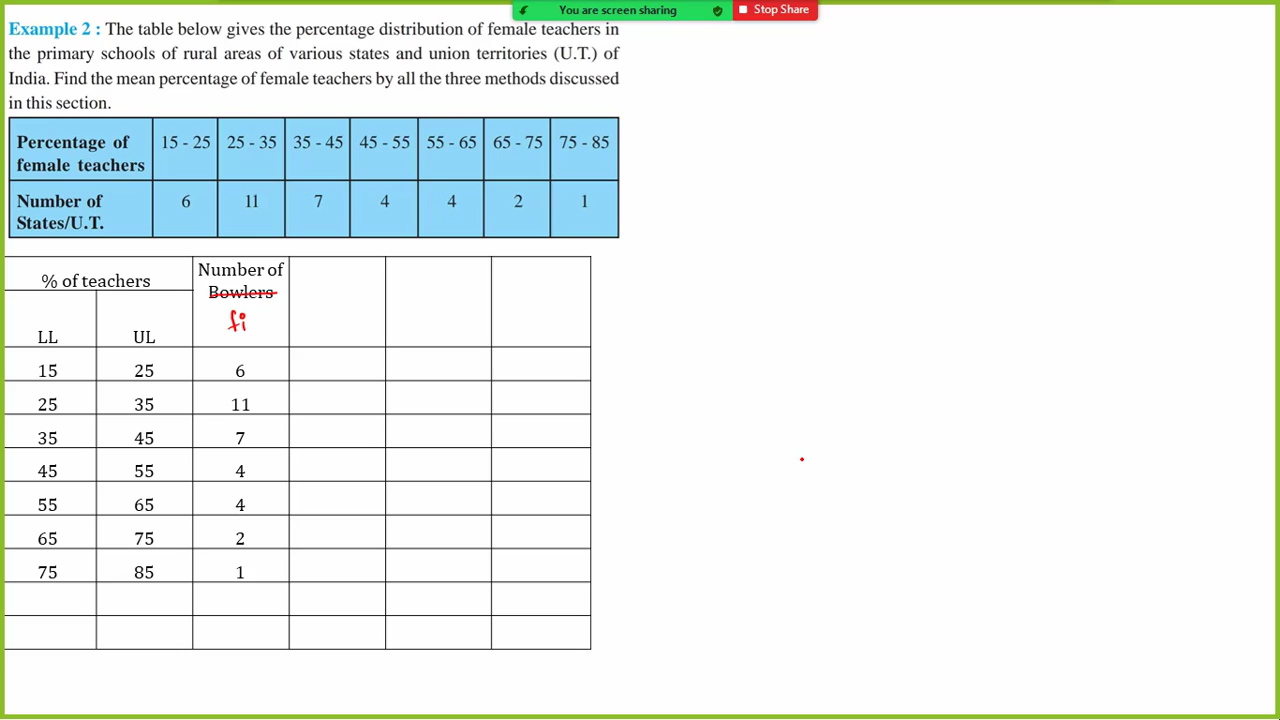 You are screen sharing
Stop Share
Example 2 : The table below gives the percentage distribution of female teachers in
the primary schools of rural areas of various states and union territories (U.T.) of
India. Find the mean percentage of female teachers by all the three methods discussed
in this section.
Percentage of female teachers 15 - 25 25 - 35 35 - 45 45 - 55 55 - 65 65 - 75 75 - 85
Number of States/U.T. 6 11 7 4 4 2 1
% of teachers Number of
Bowlers
fi
LL UL
15 25 6
25 35 11
35 45 7
45 55 4
55 65 4
65 75 2
75 85 1